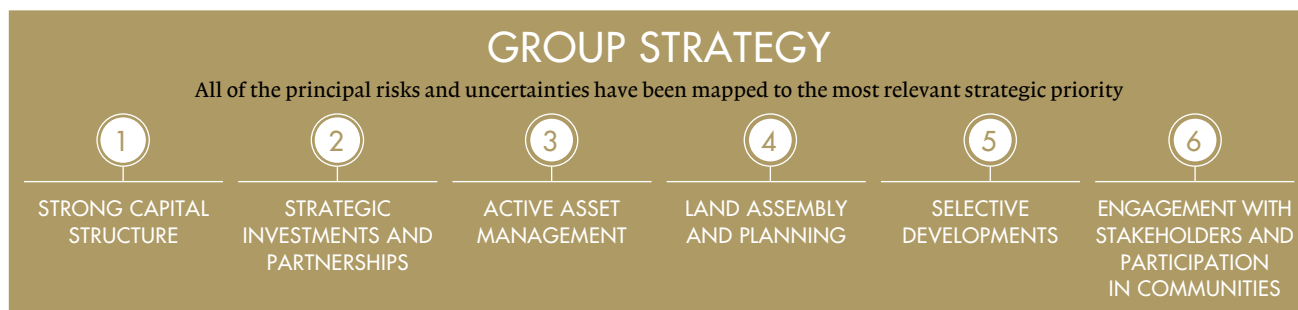 GROUP STRATEGY
All of the principal risks and uncertainties have been mapped to the most relevant strategic priority
1
STRONG CAPITAL
STRUCTURE
2
STRATEGIC
INVESTMENTS AND
PARTNERSHIPS
3
ACTIVE ASSET
MANAGEMENT
4
LAND ASSEMBLY
AND PLANNING
5
SELECTIVE
DEVELOPMENTS
6
ENGAGEMENT WITH
STAKEHOLDERS AND
PARTICIPATION
IN COMMUNITIES